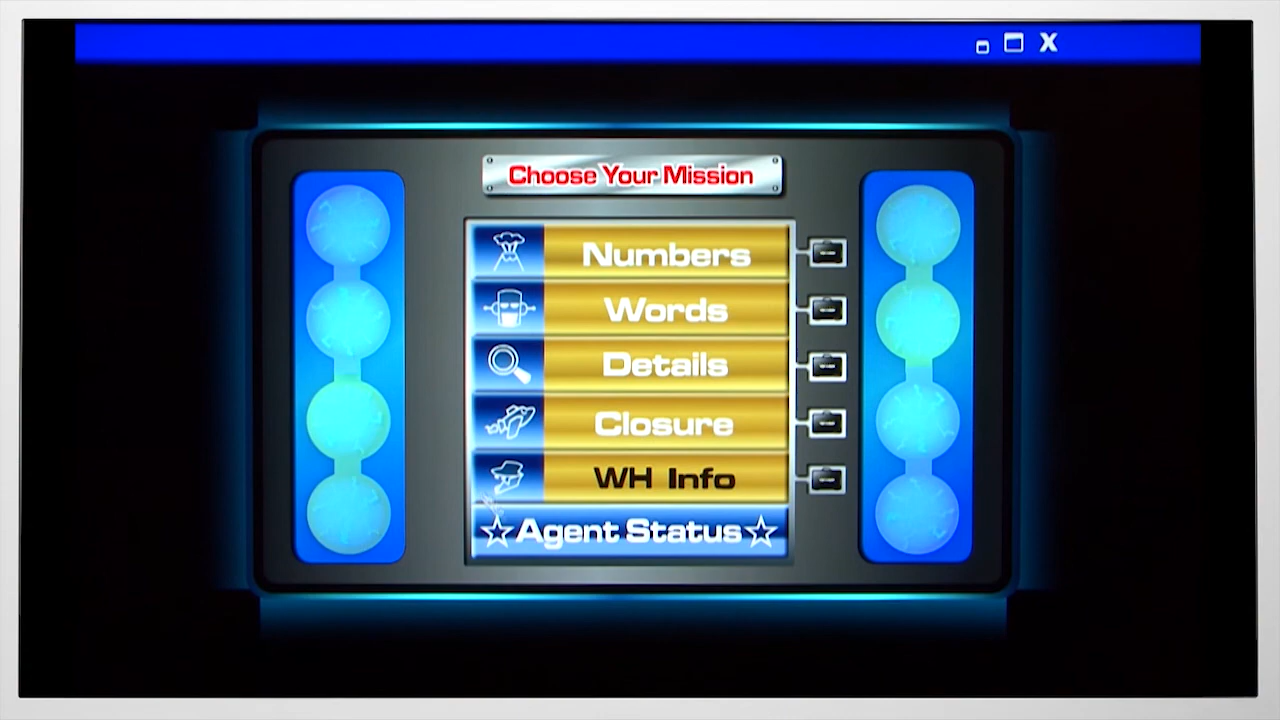 Choose Your Mission
Numbers
Words
Details
Closure
WH Info
Agent Status